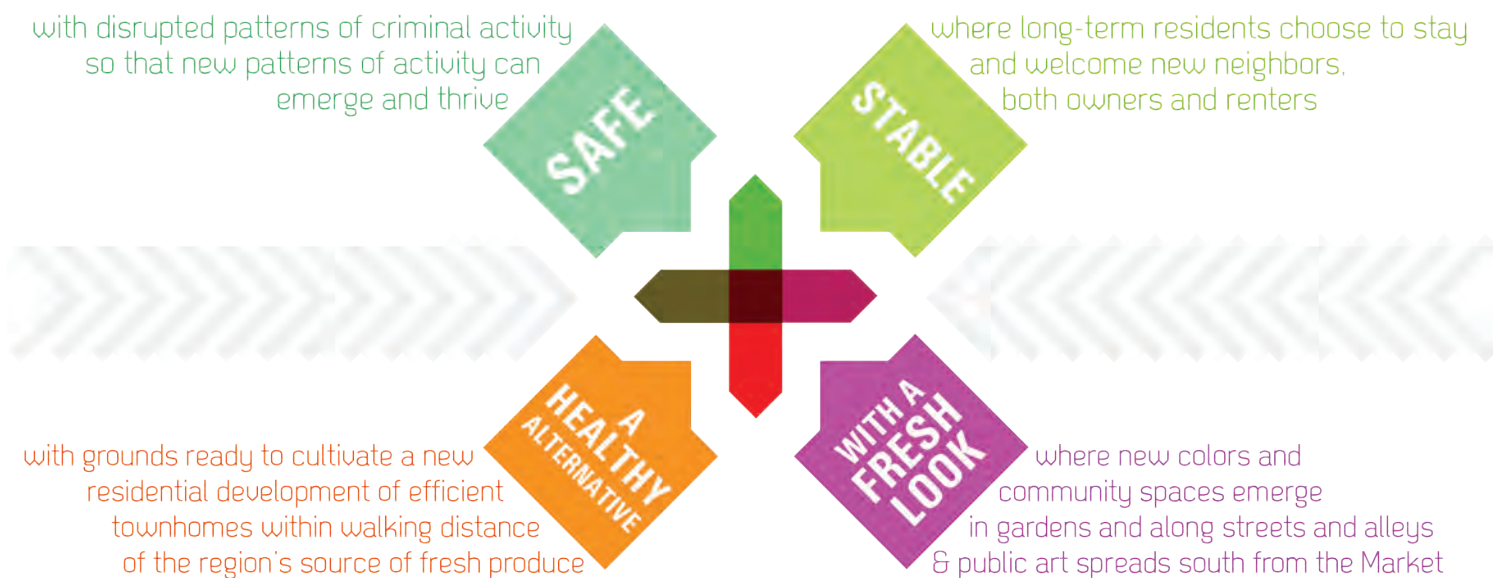 with disrupted patterns of criminal activity
so that new patterns of activity can
emerge and thrive
SAFE
where long-term residents choose to stay
and welcome new neighbors,
both owners and renters
STABLE
A
HEALTHY
ALTERNATIVE
with grounds ready to cultivate a new
residential development of efficient
townhomes within walking distance
of the region's source of fresh produce
WITH A
FRESH
LOOK
where new colors and
community spaces emerge
in gardens and along streets and alleys
& public art spreads south from the Market